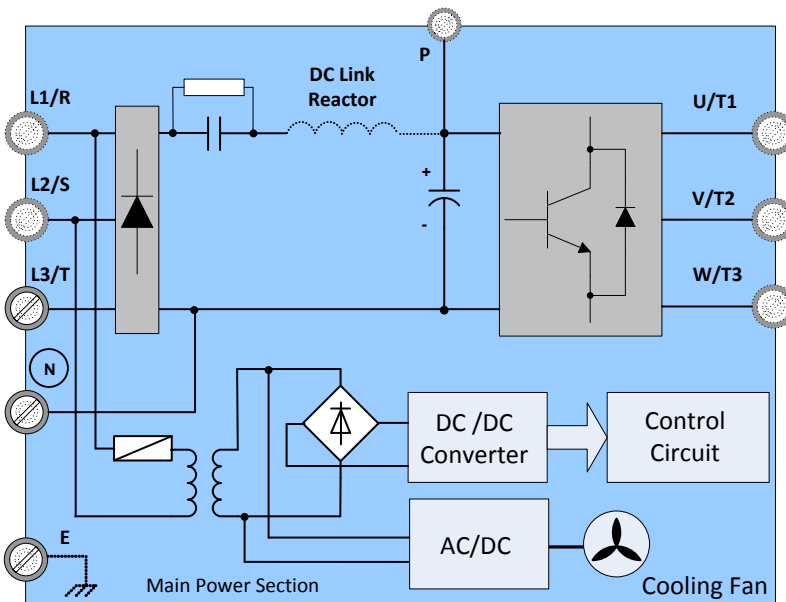 P
L1/R
DC Link
Reactor
U/T1
L2/S
+
-
V/T2
L3/T
W/T3
N
DC /DC
Converter
Control
Circuit
E
AC/DC
Main Power Section
Cooling Fan